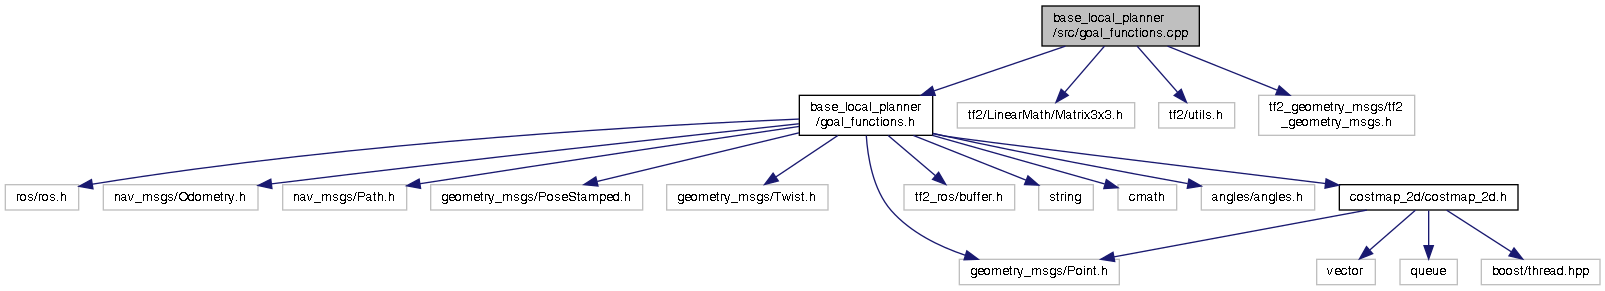 base_local_planner
/src/goal_functions.cpp
base_local_planner
/goal_functions.h
tf2/LinearMath/Matrix3x3.h
tf2/utils.h
tf2_geometry_msgs/tf2
_geometry_msgs.h
ros/ros.h
nav_msgs/Odometry.h
nav_msgs/Path.h
geometry_msgs/PoseStamped.h
geometry_msgs/Twist.h
tf2_ros/buffer.h
string
cmath
angles/angles.h
costmap_2d/costmap_2d.h
geometry_msgs/Point.h
vector
queue
boost/thread.hpp